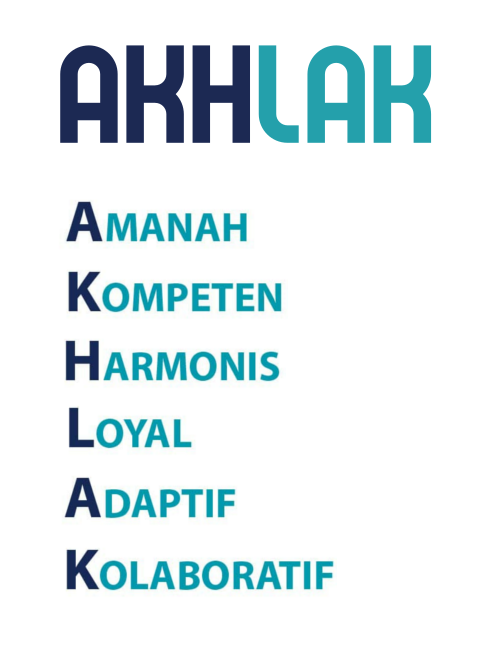 AKHLAK
AMANAH
KOMPETEN
HARMONIS
LOYAL
ADAPTIF
KOLABORATIF